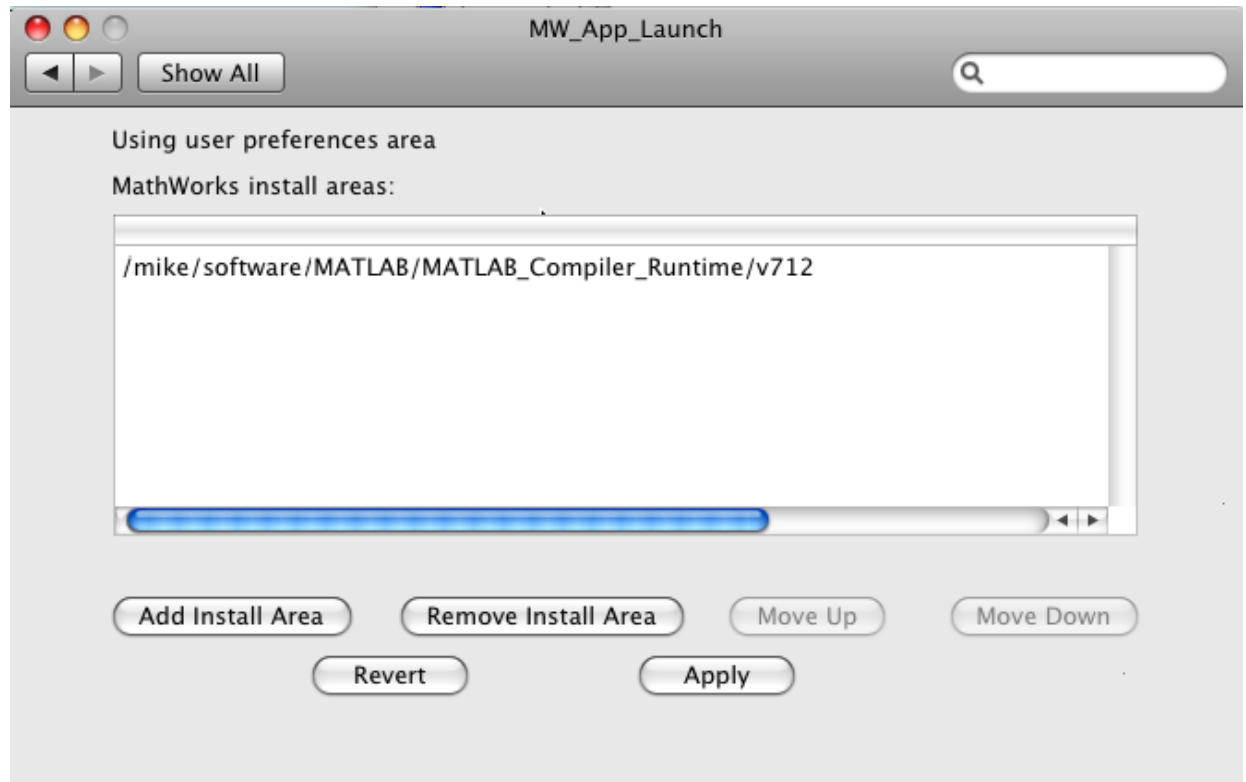 MW_App_Launch
Show All
Using user preferences area
MathWorks install areas:
/mike/software/MATLAB/MATLAB_Compiler_Runtime/v712
Add Install Area Remove Install Area Move Up Move Down
Revert Apply